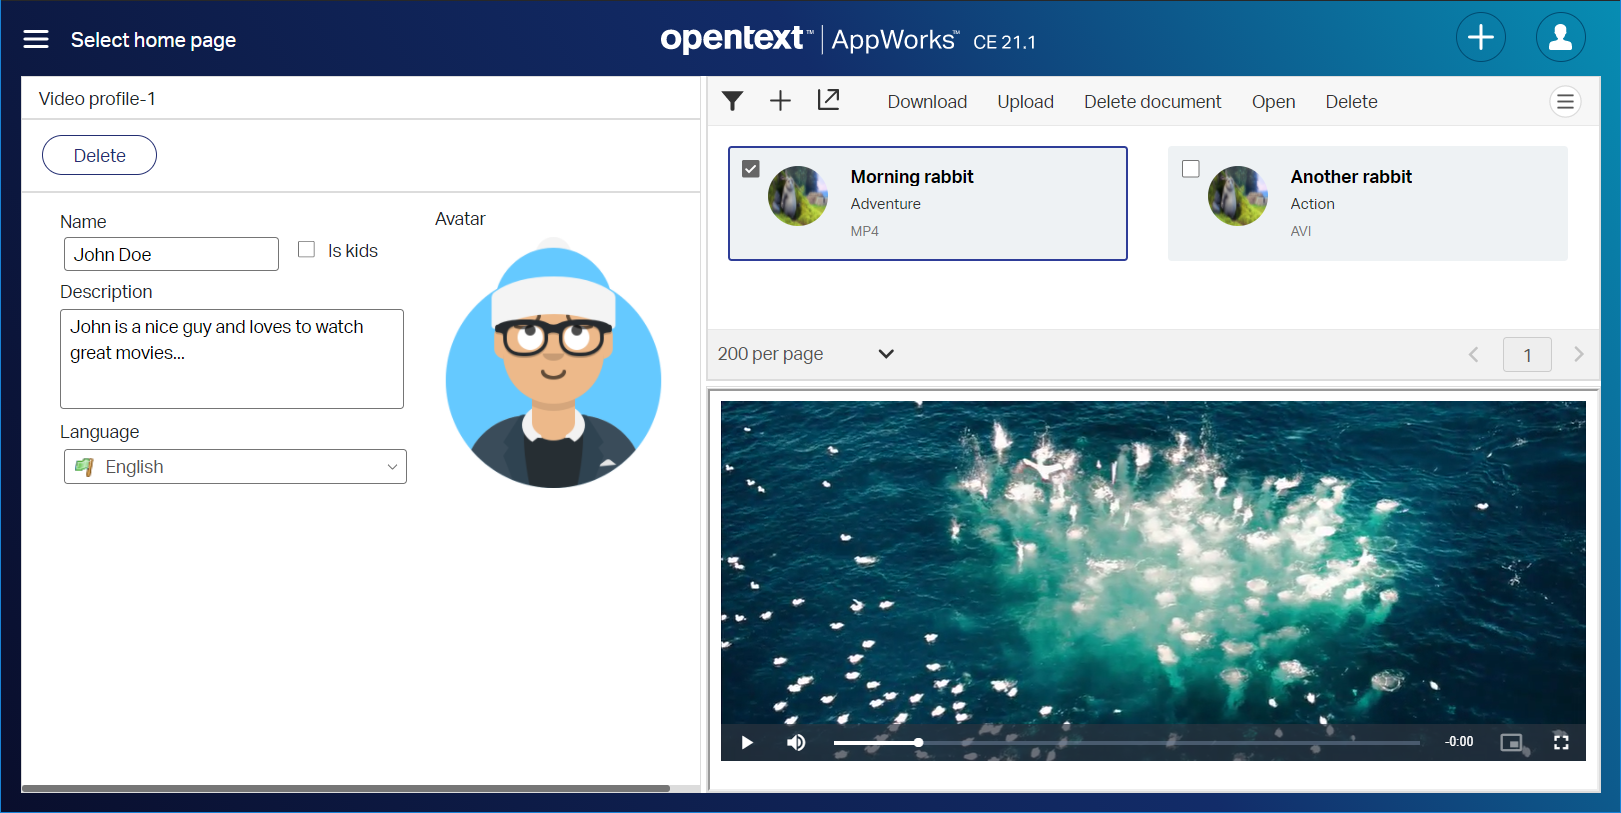 Select home page
opentext™ | AppWorks™ CE 21.1
Video profile-1
Delete
Name
John Doe
Is kids
Description
John is a nice guy and loves to watch
great movies...
Language
English
Avatar
Download Upload Delete document Open Delete
Morning rabbit
Adventure
MP4
Another rabbit
Action
AVI
200 per page
1
-0:00